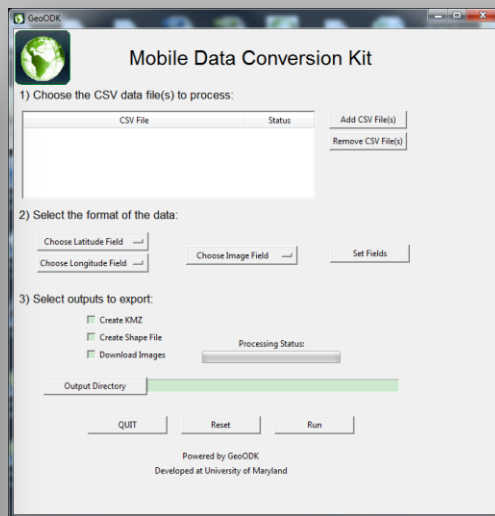 GeoODK
Mobile Data Conversion Kit
1) Choose the CSV data file(s) to process:
CSV File Status
Add CSV File(s)
Remove CSV File(s)
2) Select the format of the data:
Choose Latitude Field
Choose Longitude Field
Choose Image Field
Set Fields
3) Select outputs to export:
Create KMZ
Create Shape File
Download Images
Processing Status:
Output Directory
QUIT Reset Run
Powered by GeoODK
Developed at University of Maryland